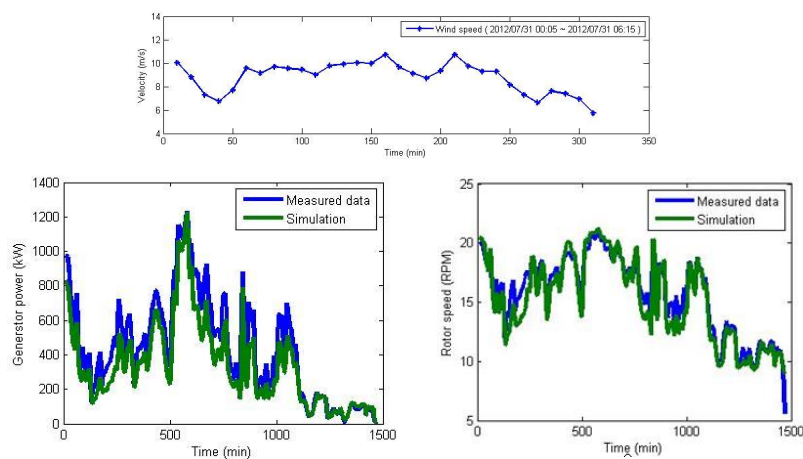 14
12
10
8
6
4
Velocity (m/s)
Wind speed ( 2012/07/31 00:05 ~ 2012/07/31 06:15 )
0 50 100 150 200 250 300 350
Time (min)
1400
1200
1000
800
600
400
200
0
Generstor power (kW)
Measured data
Simulation
0 500 1000 1500
Time (min)
25
20
15
10
5
Rotor speed (RPM)
Measured data
Simulation
0 500 1000 1500
Time (min)